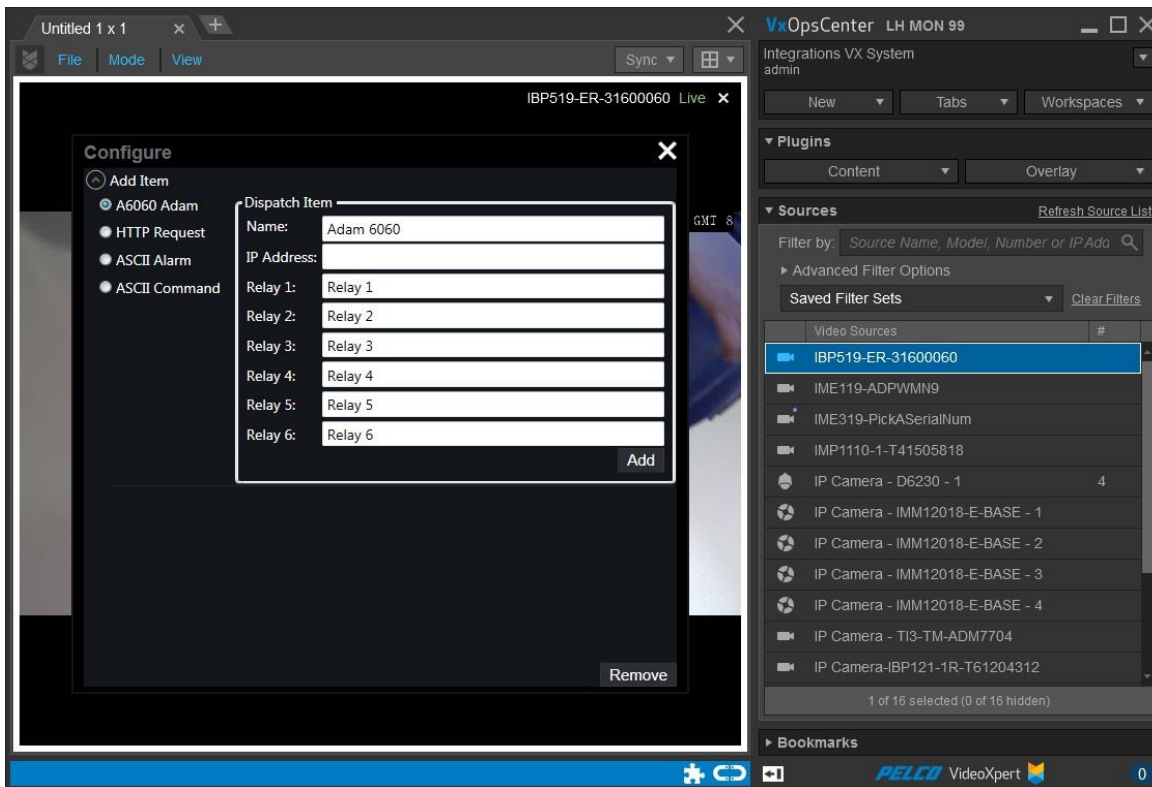 Untitled 1 x 1
File Mode View Sync
IBP519-ER-31600060 Live
Configure
Add Item
A6060 Adam
HTTP Request
ASCII Alarm
ASCII Command
Dispatch Item
Name: Adam 6060
IP Address:
Relay 1: Relay 1
Relay 2: Relay 2
Relay 3: Relay 3
Relay 4: Relay 4
Relay 5: Relay 5
Relay 6: Relay 6
Add
GMT 8
Remove
VxOpsCenter LH MON 99
Integrations VX System
admin
New Tabs Workspaces
Plugins
Content Overlay
Sources Refresh Source List
Filter by: Source Name, Model, Number or IP Add
Advanced Filter Options
Saved Filter Sets Clear Filters
Video Sources #
IBP519-ER-31600060
IME119-ADPWMN9
IME319-PickASerialNum
IMP1110-1-T41505818
IP Camera - D6230 - 1 4
IP Camera - IMM12018-E-BASE - 1
IP Camera - IMM12018-E-BASE - 2
IP Camera - IMM12018-E-BASE - 3
IP Camera - IMM12018-E-BASE - 4
IP Camera - TI3-TM-ADM7704
IP Camera-IBP121-1R-T61204312
1 of 16 selected (0 of 16 hidden)
Bookmarks
PELCO VideoXpert 0